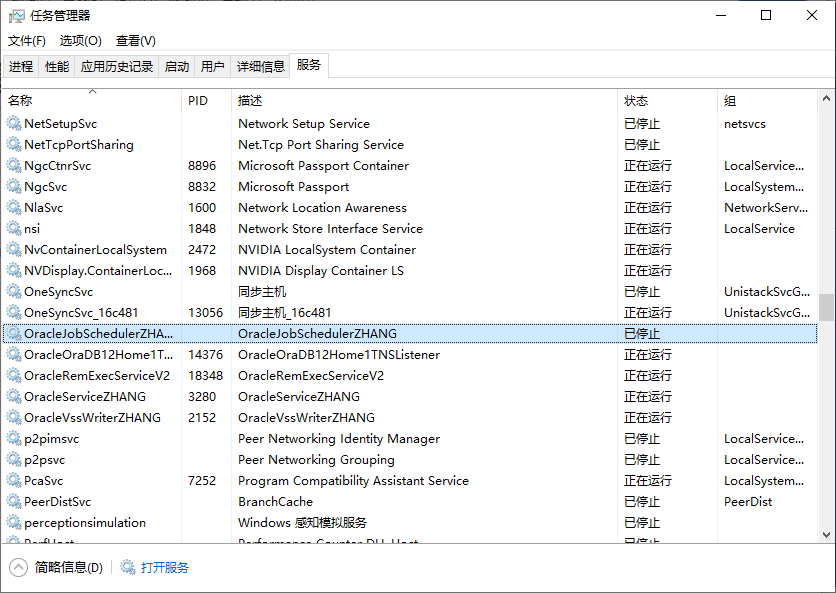 任务管理器
文件(F) 选项(O) 查看(V)
进程 性能 应用历史记录 启动 用户 详细信息 服务
名称 PID 描述 状态 组
NetSetupSvc Network Setup Service 已停止 netsvcs
NetTcpPortSharing Net.Tcp Port Sharing Service 已停止
NgcCtnrSvc 8896 Microsoft Passport Container 正在运行 LocalService...
NgcSvc 8832 Microsoft Passport 正在运行 LocalSystem...
NlaSvc 1600 Network Location Awareness 正在运行 NetworkServ...
nsi 1848 Network Store Interface Service 正在运行 LocalService
NvContainerLocalSystem 2472 NVIDIA LocalSystem Container 正在运行
NVDisplay.ContainerLoc... 1968 NVIDIA Display Container LS 正在运行
OneSyncSvc 同步主机 已停止 UnistackSvcG...
OneSyncSvc_16c481 13056 同步主机_16c481 正在运行 UnistackSvcG...
OracleJobSchedulerZHA... OracleJobSchedulerZHANG 已停止
OracleOraDB12Home1T... 14376 OracleOraDB12Home1TNSListener 正在运行
OracleRemExecServiceV2 18348 OracleRemExecServiceV2 正在运行
OracleServiceZHANG 3280 OracleServiceZHANG 正在运行
OracleVssWriterZHANG 2152 OracleVssWriterZHANG 正在运行
p2pimsvc Peer Networking Identity Manager 已停止 LocalService...
p2psvc Peer Networking Grouping 已停止 LocalService...
PcaSvc 7252 Program Compatibility Assistant Service 正在运行 LocalSystem...
PeerDistSvc BranchCache 已停止 PeerDist
perceptionsimulation Windows 感知模拟服务 已停止
PerfHost Performance Counter DLL Host 已停止
简略信息(D) 打开服务